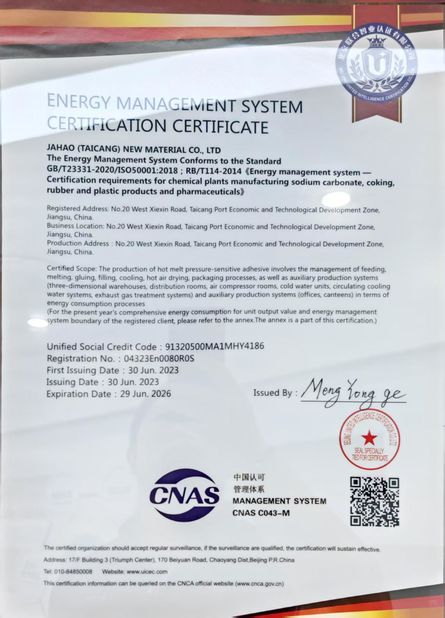 ENERGY MANAGEMENT SYSTEM
CERTIFICATION CERTIFICATE
JAHAO (TAICANG) NEW MATERIAL CO., LTD
The Energy Management System Conforms to the Standard
GB/T23331-2020/ISO50001:2018 ; RB/T114-2014《Energy management system —
Certification requirements for chemical plants manufacturing sodium carbonate, coking,
rubber and plastic products and pharmaceuticals》
Registered Address: No.20 West Xiexin Road, Taicang Port Economic and Technological Development Zone,
Jiangsu, China.
Business Location: No.20 West Xiexin Road, Taicang Port Economic and Technological Development Zone,
Jiangsu, China.
Production Address : No.20 West Xiexin Road, Taicang Port Economic and Technological Development Zone,
Jiangsu, China.
Certified Scope: The production of hot melt pressure-sensitive adhesive involves the management of feeding,
melting, gluing, filling, cooling, hot air drying, packaging processes, as well as auxiliary production systems
(three-dimensional warehouses, distribution rooms, air compressor rooms, cold water units, circulating cooling
water systems, exhaust gas treatment systems) and auxiliary production systems (offices, canteens) in terms of
energy consumption processes
(For the present year's comprehensive energy consumption for unit output value and energy management
system boundary of the registered client, please refer to the annex.The annex is a part of this certification.)
Unified Social Credit Code : 91320500MA1MHY4186
Registration No. : 04323En0080R0S
First Issuing Date : 30 Jun. 2023
Issuing Date : 30 Jun. 2023
Expiration Date : 29 Jun. 2026
Issued By : Meng Yong ge
SEAL SPECIALLY
CNAS
中国认可
管理体系
MANAGEMENT SYSTEM
CNAS C043-M
The certified organization should accept regular surveillance, if the surveillance are qualified, the certification will sustain effective.
Address: 17/F Building 3 (Triumph Center), 170 Beiyuan Road, Chaoyang Dist,Beijing P.R.China
Tel: 010-84850008 Website: www.uicec.com
This certification information can be queried on the CNCA official website (www.cnca.gov.cn)